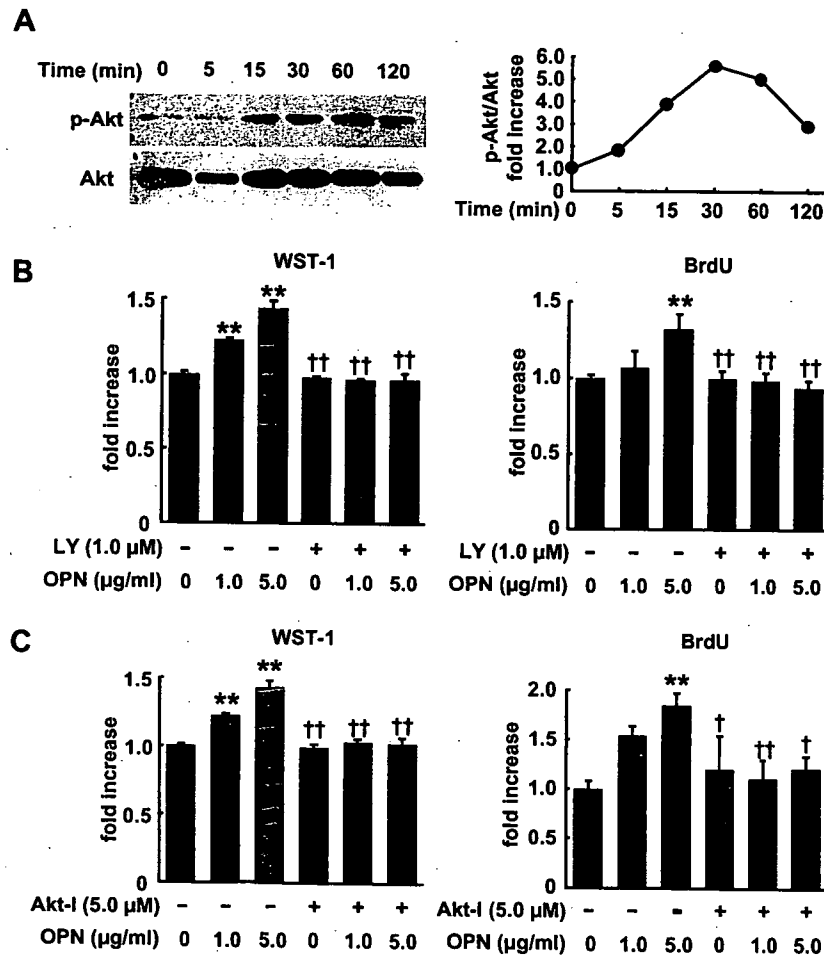 A
Time (min) 0 5 15 30 60 120
p-Akt
Akt
p-Akt/Akt
fold Increase
6.0
5.0
4.0
3.0
2.0
1.0
0
Time (min) 0 5 15 30 60 120
B
WST-1
fold increase
1.5
1.0
0.5
0
** ** †† †† ††
LY (1.0 µM) – – – + + +
OPN (µg/ml) 0 1.0 5.0 0 1.0 5.0
BrdU
fold increase
1.5
1.0
0.5
0
** †† †† ††
LY (1.0 µM) – – – + + +
OPN (µg/ml) 0 1.0 5.0 0 1.0 5.0
C
WST-1
fold increase
1.5
1.0
0.5
0
** ** †† †† ††
Akt-I (5.0 µM) – – – + + +
OPN (µg/ml) 0 1.0 5.0 0 1.0 5.0
BrdU
fold increase
2.0
1.5
1.0
0.5
0
** † †† †
Akt-I (5.0 µM) – – – + + +
OPN (µg/ml) 0 1.0 5.0 0 1.0 5.0